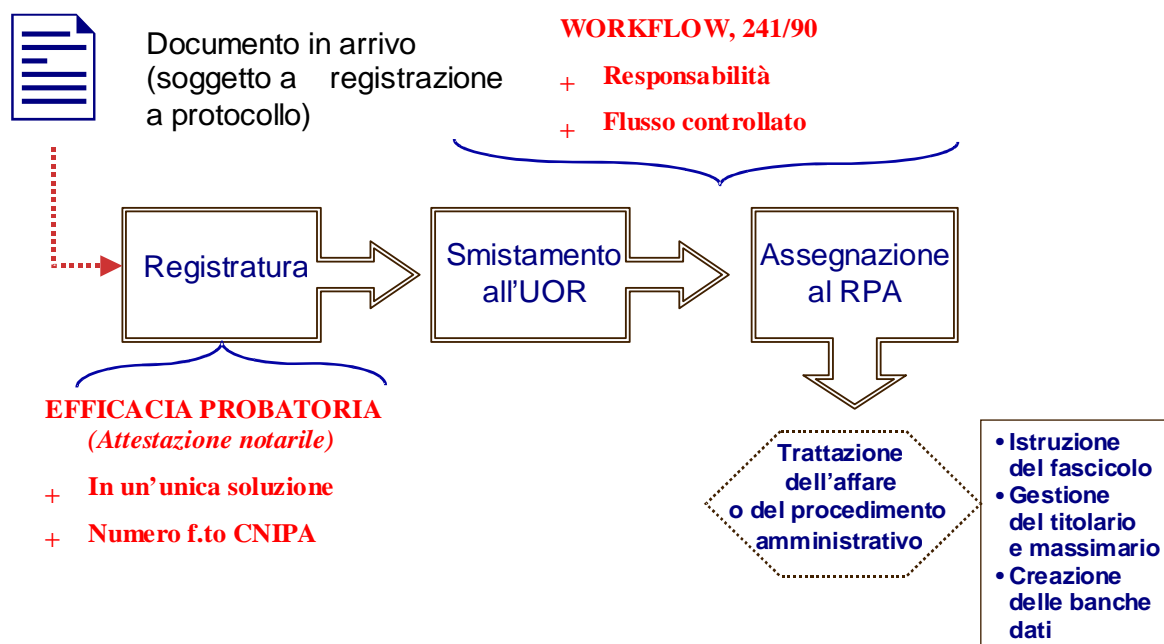 Documento in arrivo
(soggetto a registrazione
a protocollo)
WORKFLOW, 241/90
+ Responsabilità
+ Flusso controllato
Registratura
Smistamento
all’UOR
Assegnazione
al RPA
EFFICACIA PROBATORIA
(Attestazione notarile)
+ In un’unica soluzione
+ Numero f.to CNIPA
Trattazione
dell’affare
o del procedimento
amministrativo
• Istruzione
del fascicolo
• Gestione
del titolario
e massimario
• Creazione
delle banche
dati